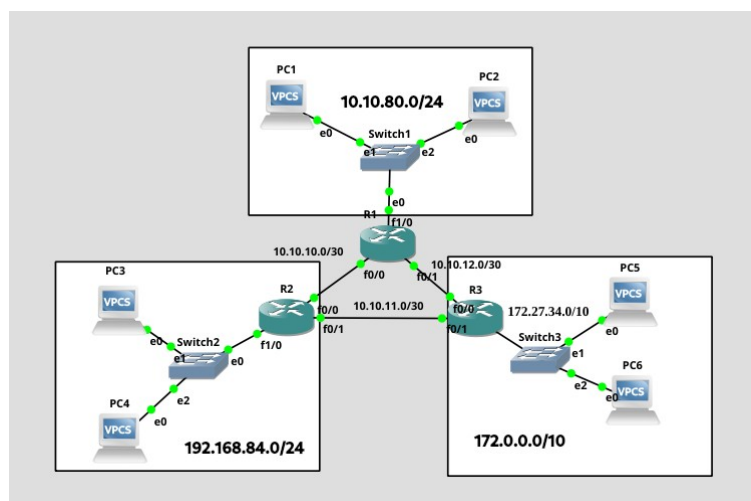 PC1
PC2
VPCS
VPCS
10.10.80.0/24
Switch1
e0
e1
e2
e0
e0
R1
f1/0
10.10.10.0/30
10.10.12.0/30
f0/0
f0/1
PC3
VPCS
R2
R3
PC5
VPCS
10.10.11.0/30
172.27.34.0/10
f0/0
f0/0
f0/1
f0/1
e0
Switch2
e1
e0
f1/0
Switch3
e1
e0
PC4
e2
e0
VPCS
192.168.84.0/24
e2
e0
PC6
VPCS
172.0.0.0/10